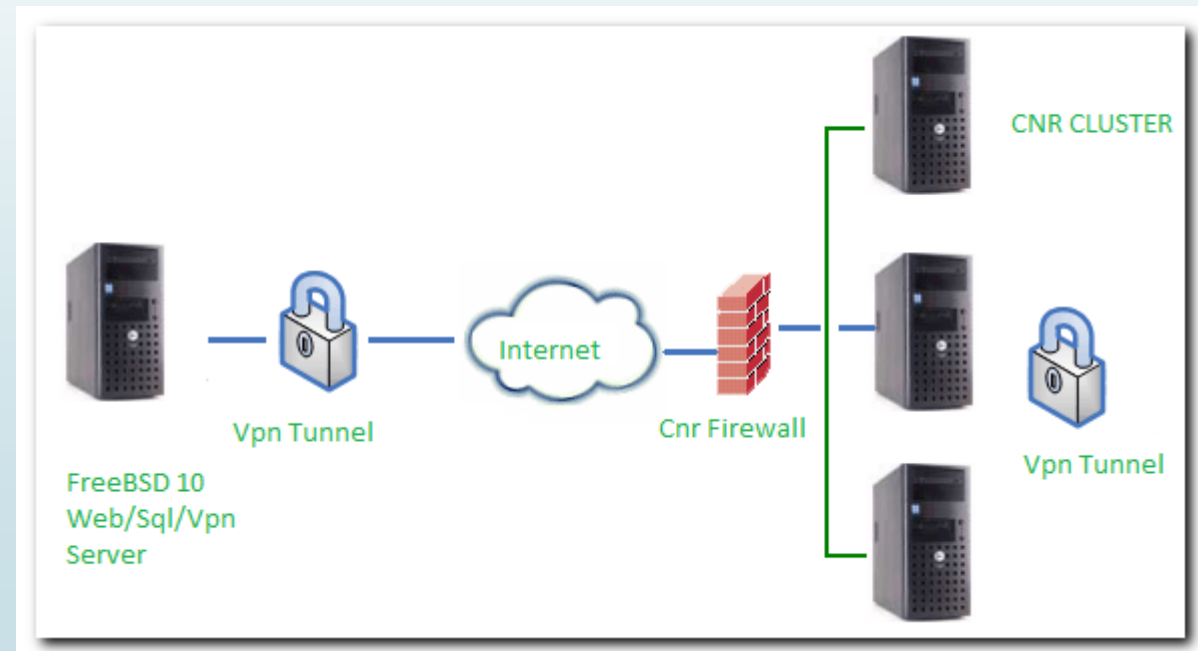 CNR CLUSTER
Internet
Vpn Tunnel
Cnr Firewall
Vpn Tunnel
FreeBSD 10
Web/Sql/Vpn
Server